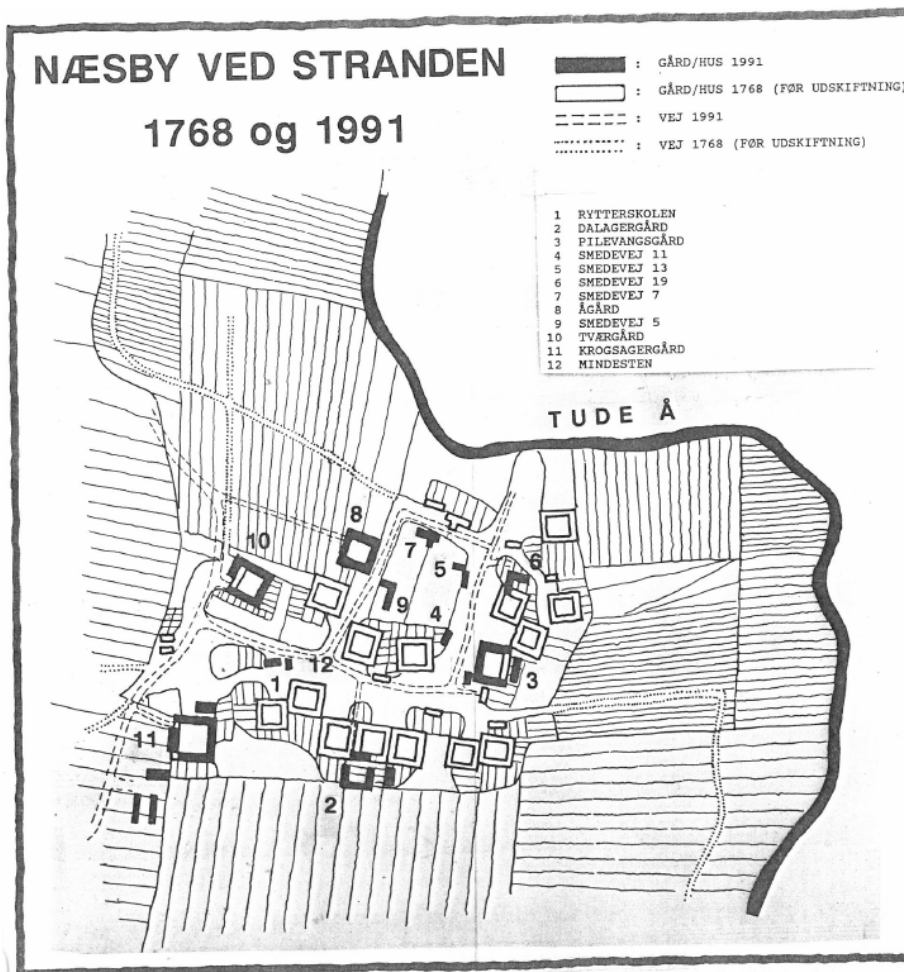 NÆSBY VED STRANDEN
1768 og 1991
: GÅRD/HUS 1991
: GÅRD/HUS 1768 (FØR UDSKIFTNING)
: VEJ 1991
: VEJ 1768 (FØR UDSKIFTNING)
1 RYTTERSKOLEN
2 DALAGERGÅRD
3 PILEVANGSGÅRD
4 SMEDEVEJ 11
5 SMEDEVEJ 13
6 SMEDEVEJ 19
7 SMEDEVEJ 7
8 ÅGÅRD
9 SMEDEVEJ 5
10 TVÆRGÅRD
11 KROGSAGERGÅRD
12 MINDESTEN
TUDE Å
8
10
7
6
5
9
4
12
1
3
11
2